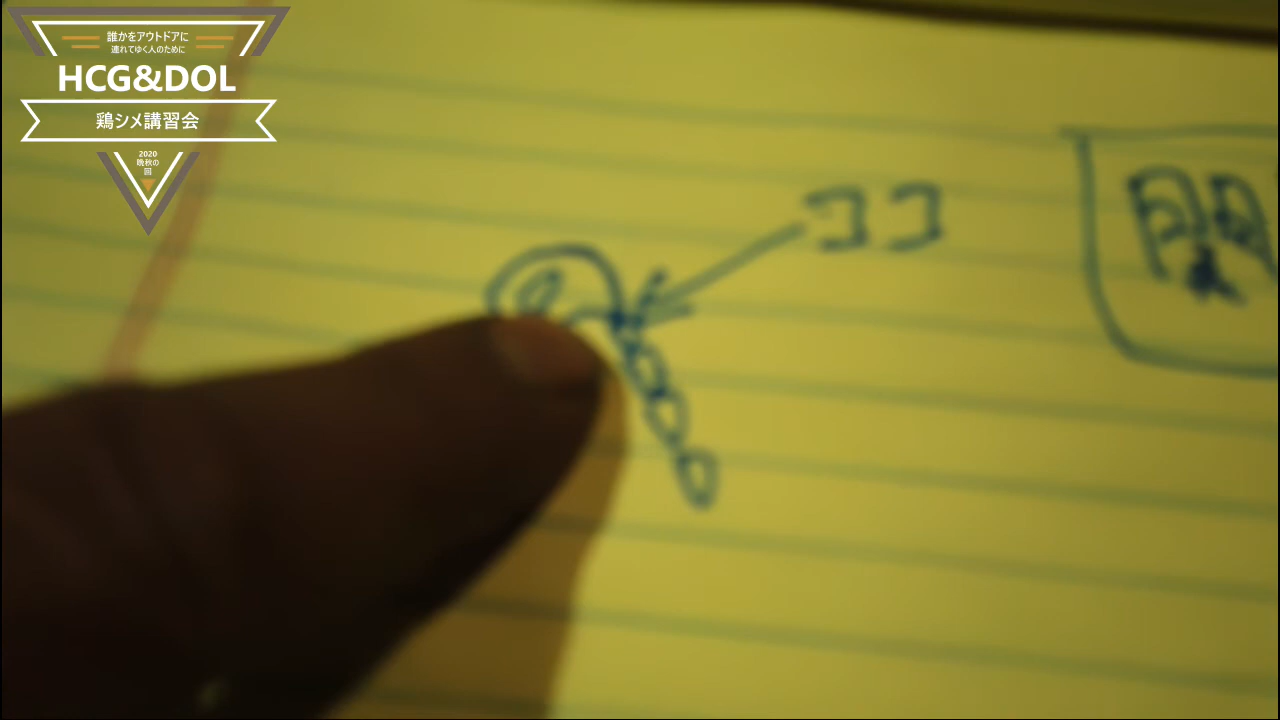 誰かをアウトドアに
連れてゆく人のために
HCG&DOL
鶏シメ講習会
2020
晩秋の
回
ココ